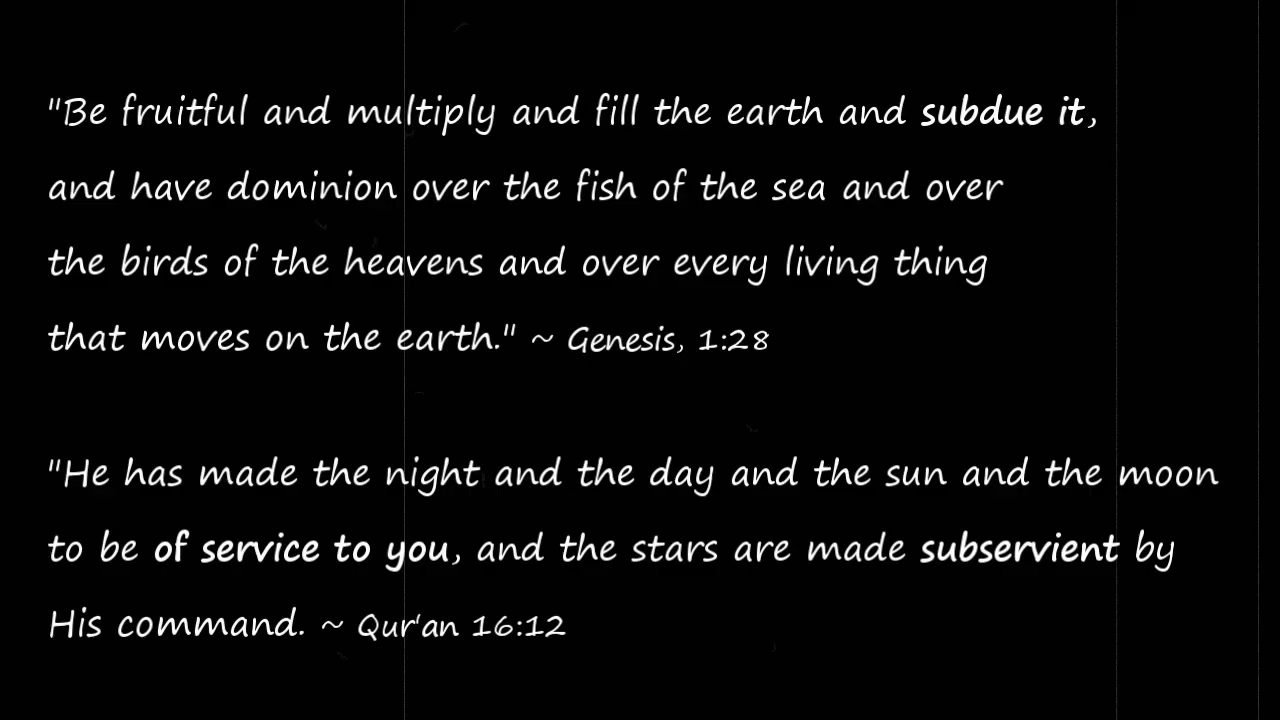 "Be fruitful and multiply and fill the earth and subdue it,
and have dominion over the fish of the sea and over
the birds of the heavens and over every living thing
that moves on the earth." ~ Genesis, 1:28
"He has made the night and the day and the sun and the moon
to be of service to you, and the stars are made subservient by
His command. ~ Qur'an 16:12